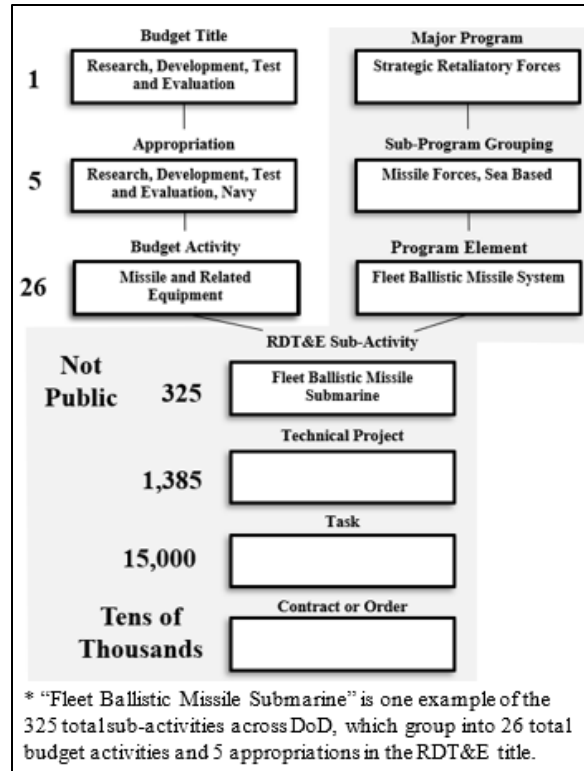 Budget Title
1
Research, Development, Test
and Evaluation
Appropriation
5
Research, Development, Test
and Evaluation, Navy
Budget Activity
26
Missile and Related
Equipment
Major Program
Strategic Retaliatory Forces
Sub-Program Grouping
Missile Forces, Sea Based
Program Element
Fleet Ballistic Missile System
RDT&E Sub-Activity
Not
Public
325
Fleet Ballistic Missile
Submarine
Technical Project
1,385
Task
15,000
Contract or Order
Tens of
Thousands
* “Fleet Ballistic Missile Submarine” is one example of the
325 total sub-activities across DoD, which group into 26 total
budget activities and 5 appropriations in the RDT&E title.